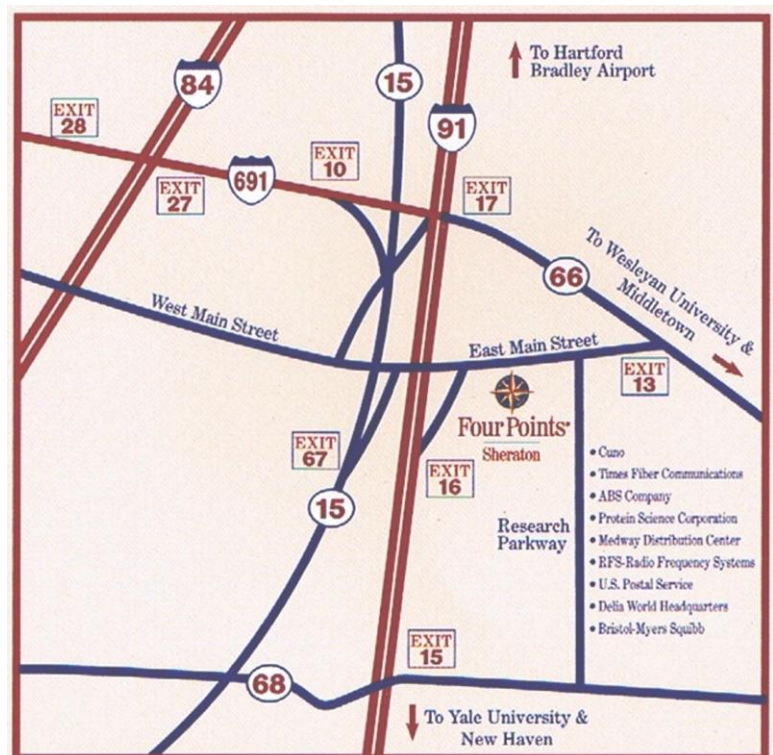 To Hartford
Bradley Airport
84
15
91
EXIT
28
EXIT
10
691
EXIT
27
EXIT
17
To Wesleyan University &
Middletown
66
West Main Street
East Main Street
EXIT
13
Four Points
Sheraton
EXIT
67
EXIT
16
15
Research
Parkway
• Cuno
• Times Fiber Communications
• ABS Company
• Protein Science Corporation
• Medway Distribution Center
• RFS-Radio Frequency Systems
• U.S. Postal Service
• Delia World Headquarters
• Bristol-Myers Squibb
EXIT
15
68
To Yale University &
New Haven